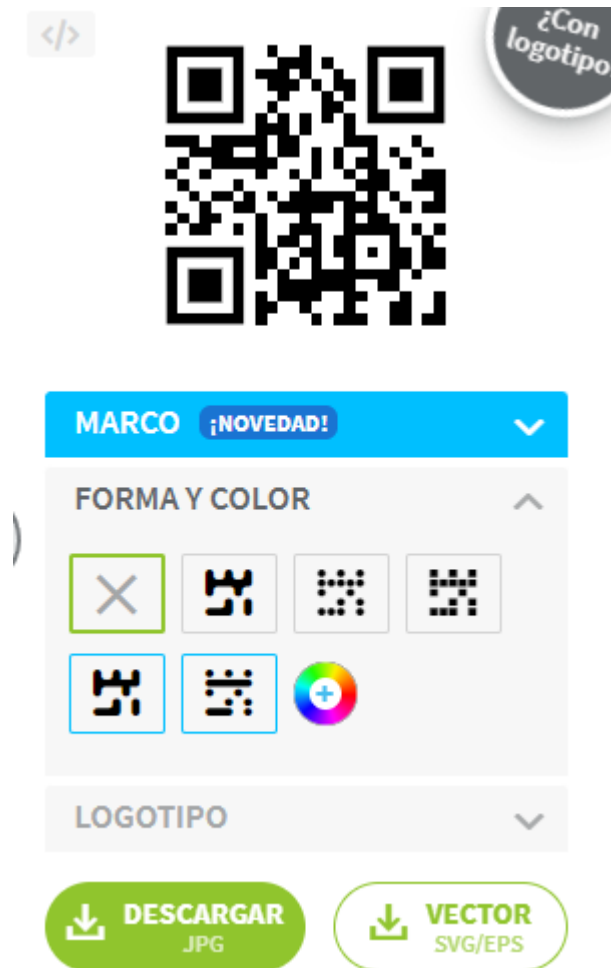 </>
¿Con
logotipo
MARCO ¡NOVEDAD!
FORMA Y COLOR
LOGOTIPO
DESCARGAR
JPG
VECTOR
SVG/EPS